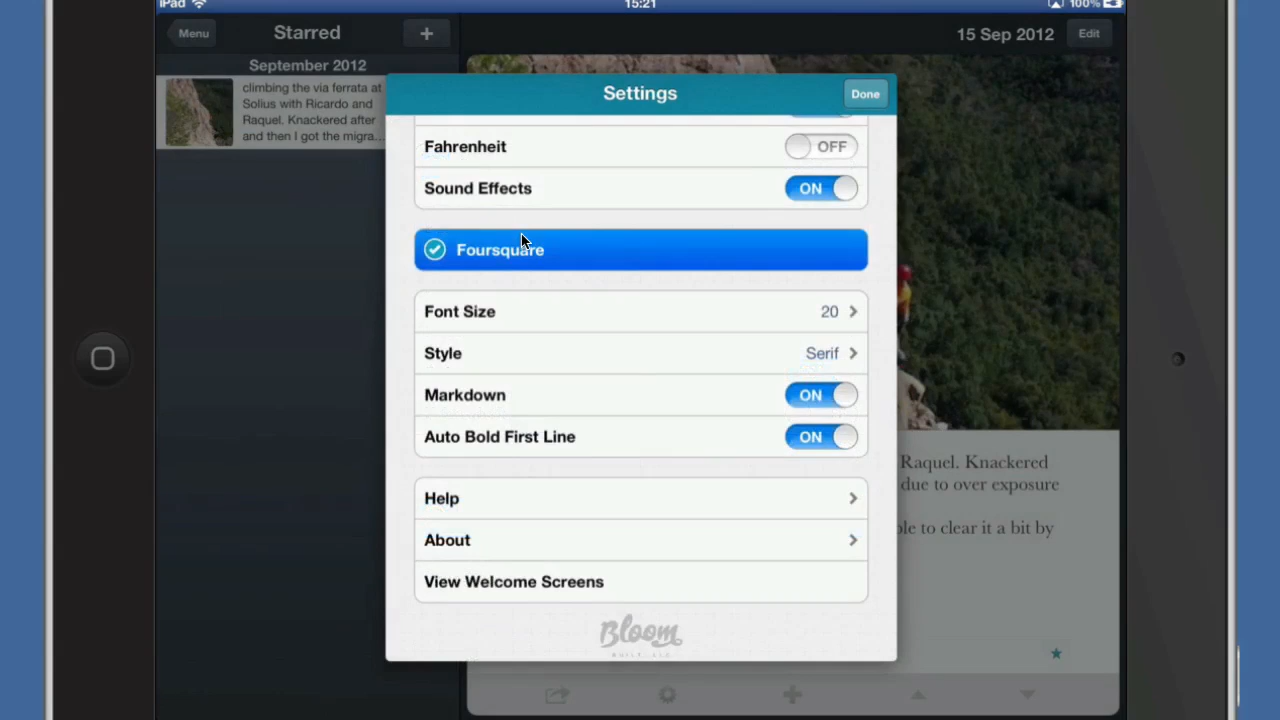 iPad
15:21
100%
Menu
Starred
+
15 Sep 2012
Edit
September 2012
climbing the via ferrata at
Solius with Ricardo and
Raquel. Knackered after
and then I got the migra...
Settings
Done
Fahrenheit
OFF
Sound Effects
ON
Foursquare
Font Size
20
Style
Serif
Markdown
ON
Auto Bold First Line
ON
Raquel. Knackered
due to over exposure
to clear it a bit by
Help
About
View Welcome Screens
Bloom
BUILT, LLC